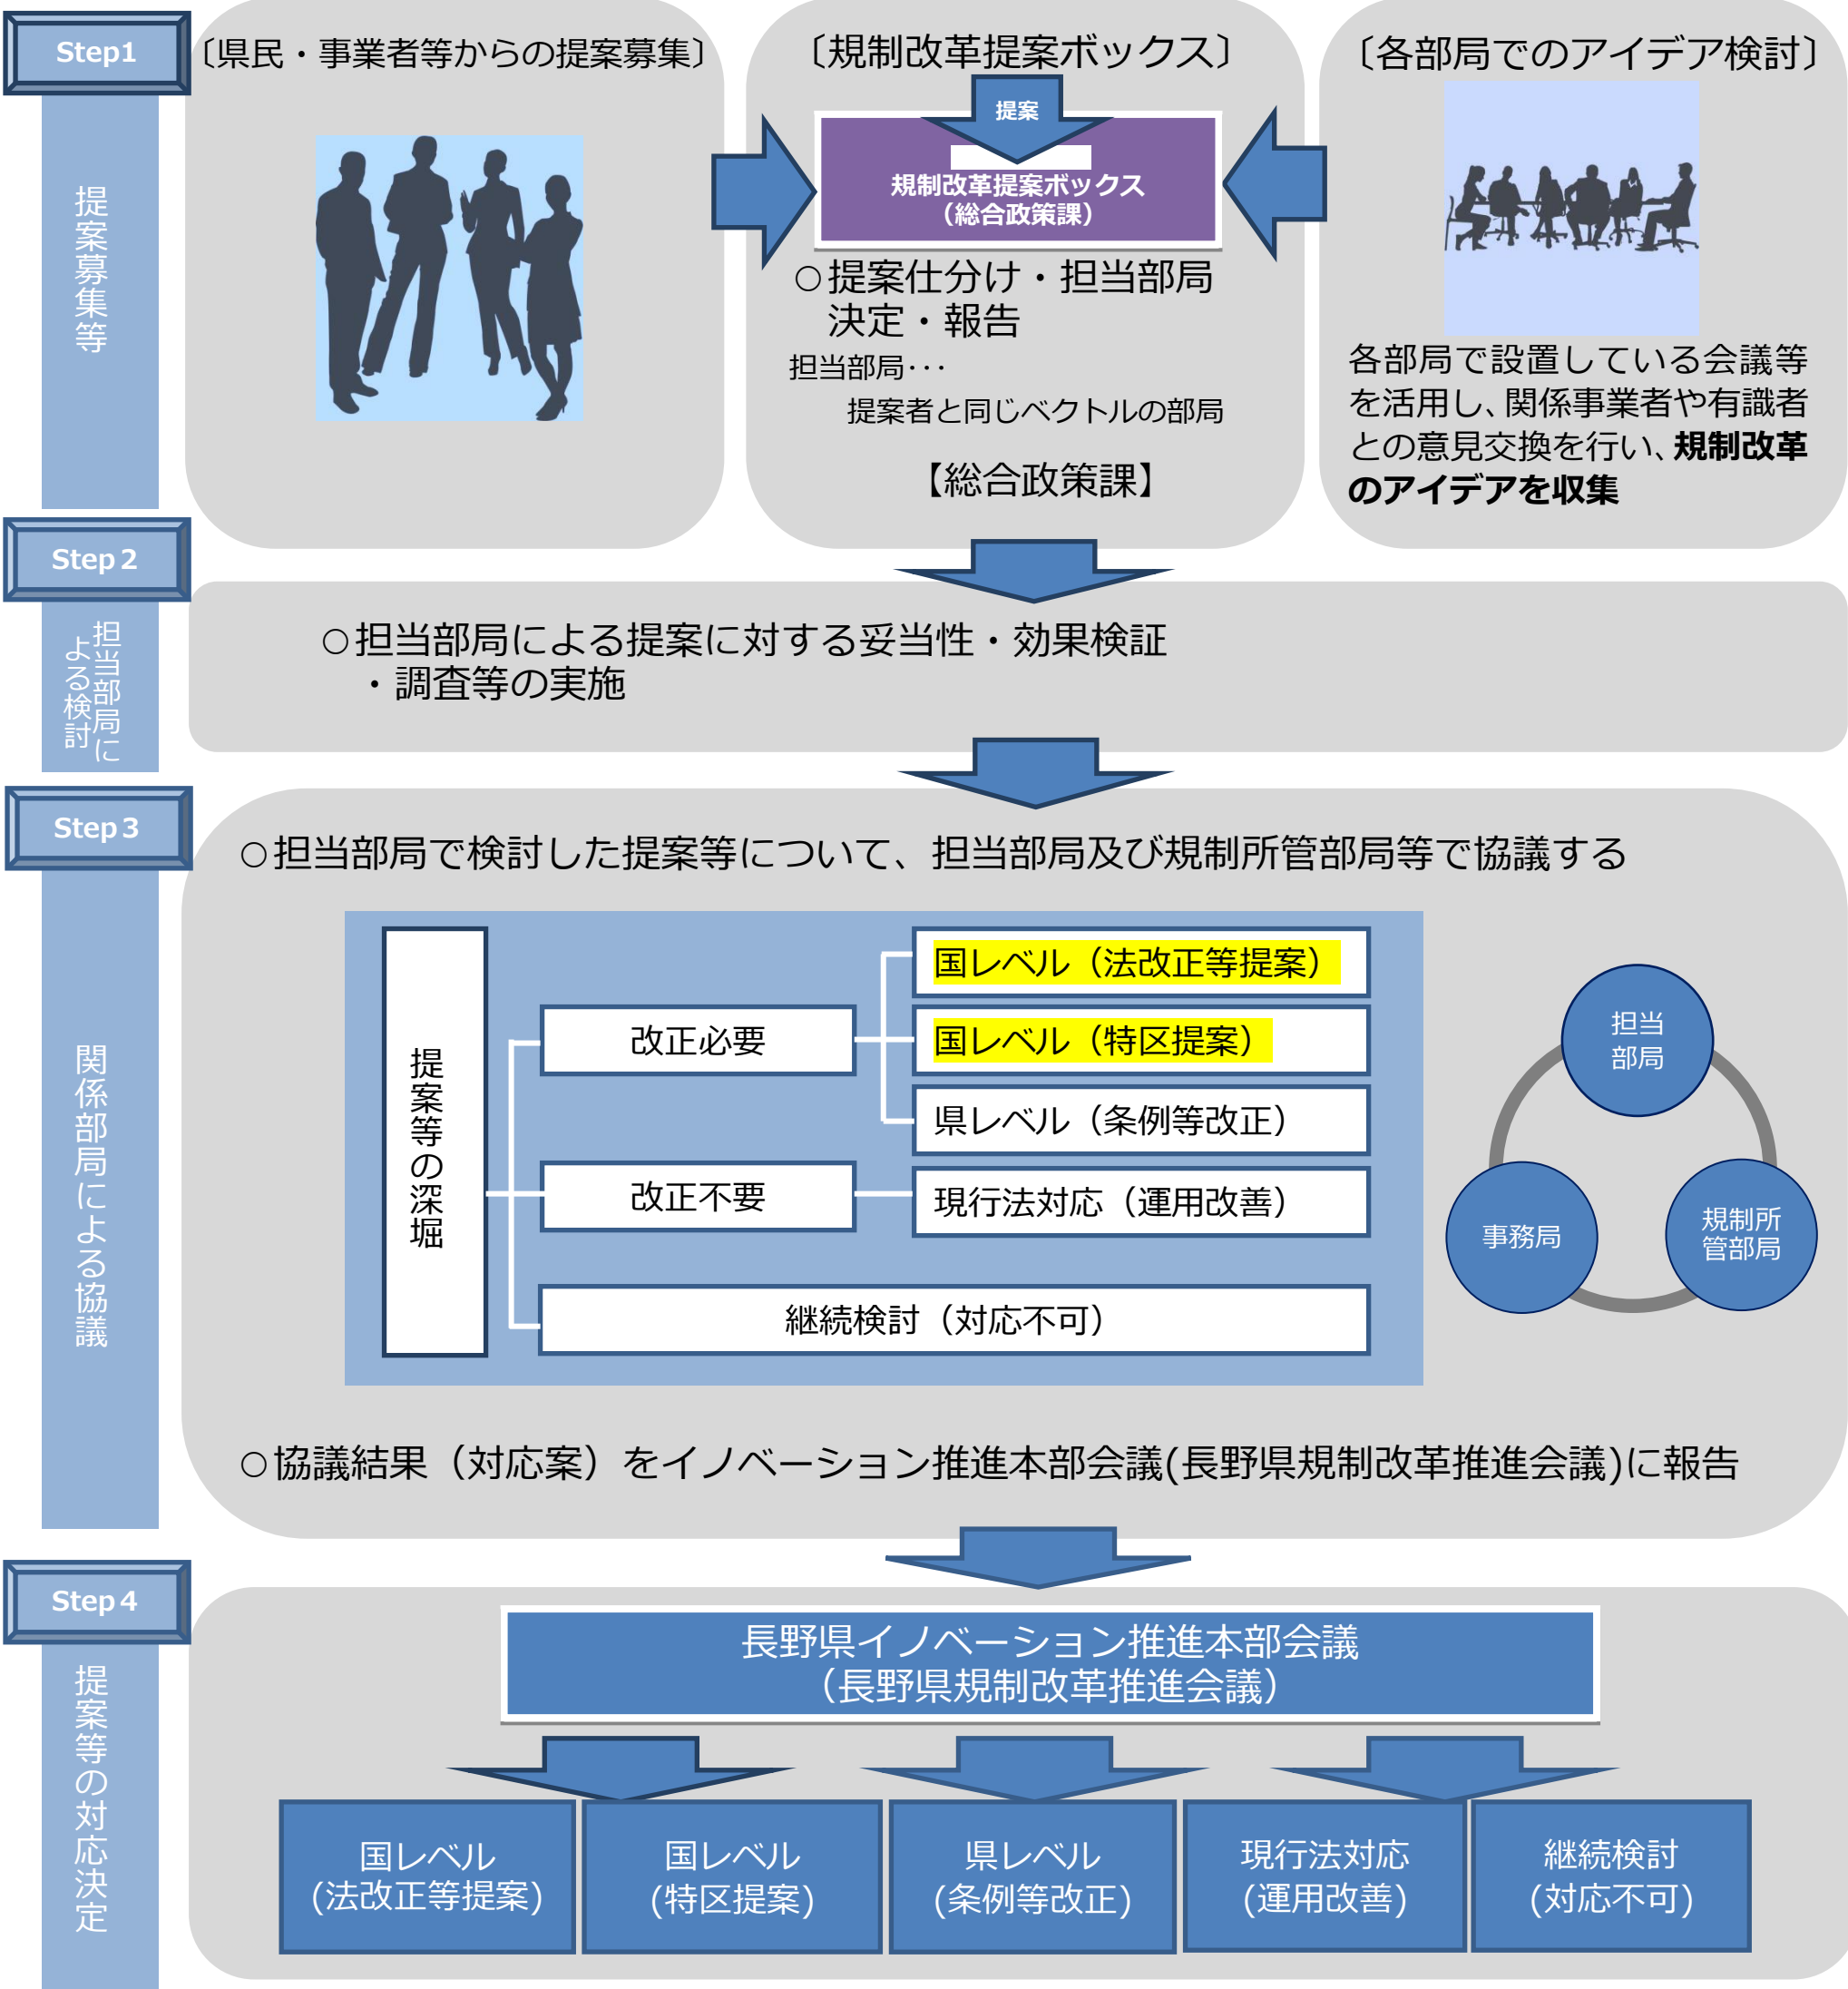 Step1
提案募集等
〔県民・事業者等からの提案募集〕
〔規制改革提案ボックス〕
提案
規制改革提案ボックス
（総合政策課）
○提案仕分け・担当部局
決定・報告
担当部局･･･
提案者と同じベクトルの部局
【総合政策課】
〔各部局でのアイデア検討〕
各部局で設置している会議等
を活用し、関係事業者や有識者
との意見交換を行い、規制改革
のアイデアを収集
Step２
担当部局に
よる検討
○担当部局による提案に対する妥当性・効果検証
・調査等の実施
Step３
関係部局による協議
○担当部局で検討した提案等について、担当部局及び規制所管部局等で協議する
提案等の深堀
改正必要
国レベル（法改正等提案）
国レベル（特区提案）
県レベル（条例等改正）
改正不要
現行法対応（運用改善）
継続検討（対応不可）
担当
部局
事務局
規制所
管部局
○協議結果（対応案）をイノベーション推進本部会議(長野県規制改革推進会議)に報告
Step４
提案等の対応決定
長野県イノベーション推進本部会議
（長野県規制改革推進会議）
国レベル
(法改正等提案)
国レベル
(特区提案)
県レベル
(条例等改正)
現行法対応
(運用改善)
継続検討
(対応不可)